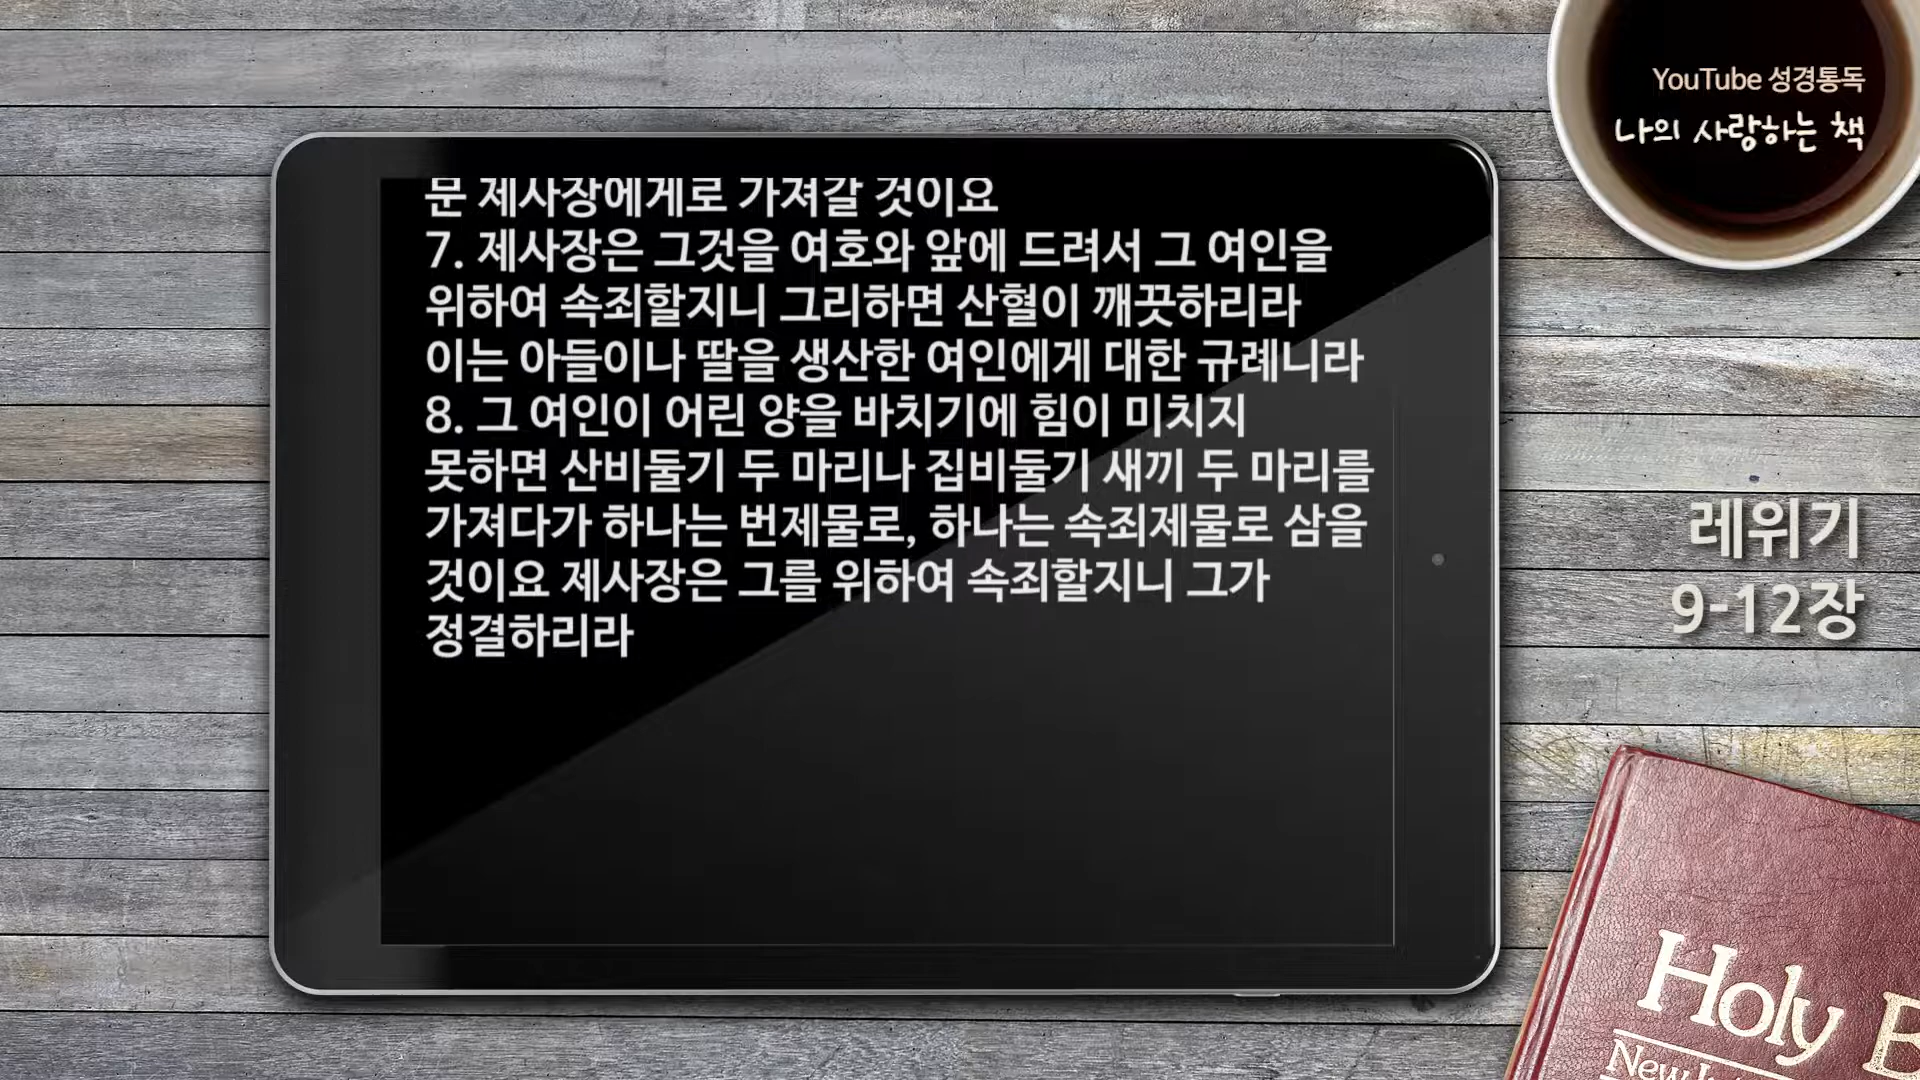 YouTube 성경통독
나의 사랑하는 책
문 제사장에게로 가져갈 것이요
7. 제사장은 그것을 여호와 앞에 드려서 그 여인을
위하여 속죄할지니 그리하면 산혈이 깨끗하리라
이는 아들이나 딸을 생산한 여인에게 대한 규례니라
8. 그 여인이 어린 양을 바치기에 힘이 미치지
못하면 산비둘기 두 마리나 집비둘기 새끼 두 마리를
가져다가 하나는 번제물로, 하나는 속죄제물로 삼을
것이요 제사장은 그를 위하여 속죄할지니 그가
정결하리라
레위기
9-12장
Holy B
New